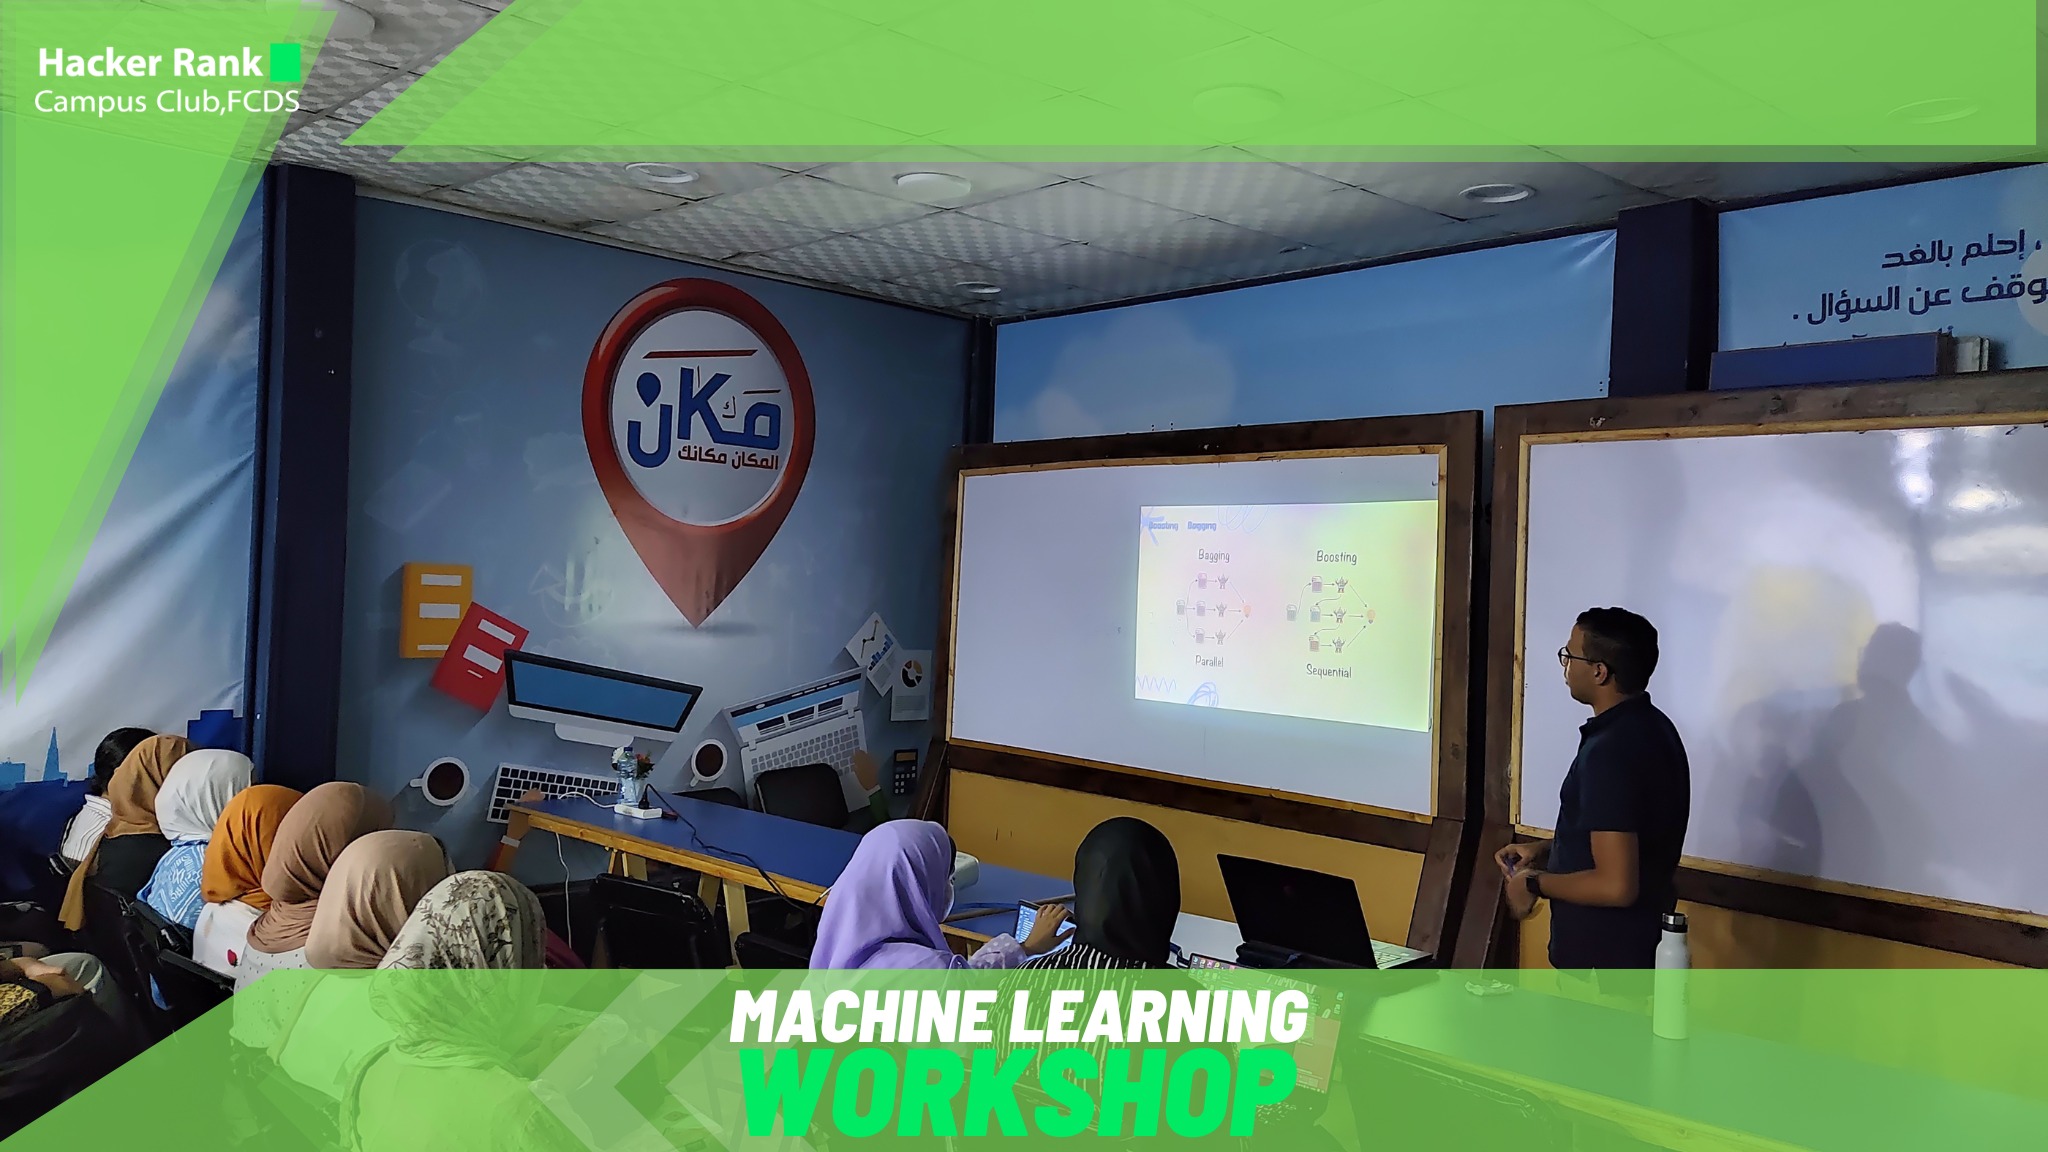 Hacker Rank
Campus Club,FCDS
، إحلم بالغد
عن السؤال .
مكان
المكان مكانك
Boosting Bagging
Bagging
Boosting
Parallel
Sequential
MACHINE LEARNING
WORKSHOP